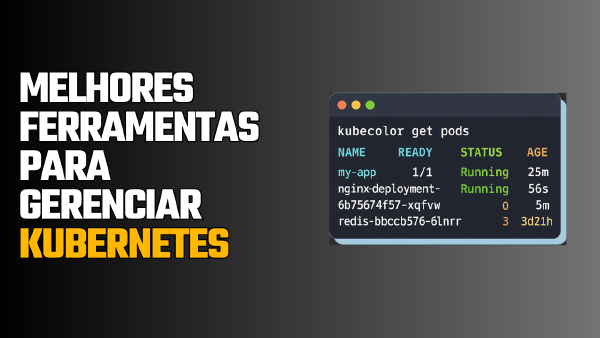 MELHORES
FERRAMENTAS
PARA
GERENCIAR
KUBERNETES
kubecolor get pods
NAME READY STATUS AGE
my-app 1/1 Running 25m
nginx-deployment- Running 56s
6b75674f57-xqfvw 0 5m
redis-bbccb576-6lnrr 3 3d21h